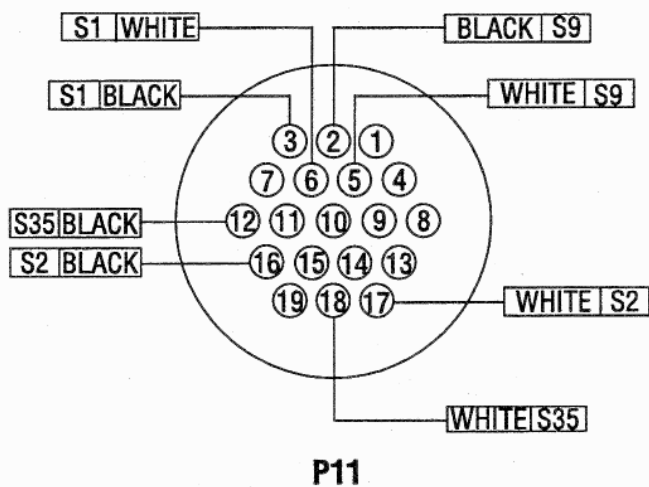 S1 WHITE
BLACK S9
S1 BLACK
WHITE S9
3 2 1
7 6 5 4
S35 BLACK
12 11 10 9 8
S2 BLACK
16 15 14 13
19 18 17
WHITE S2
WHITE S35
P11